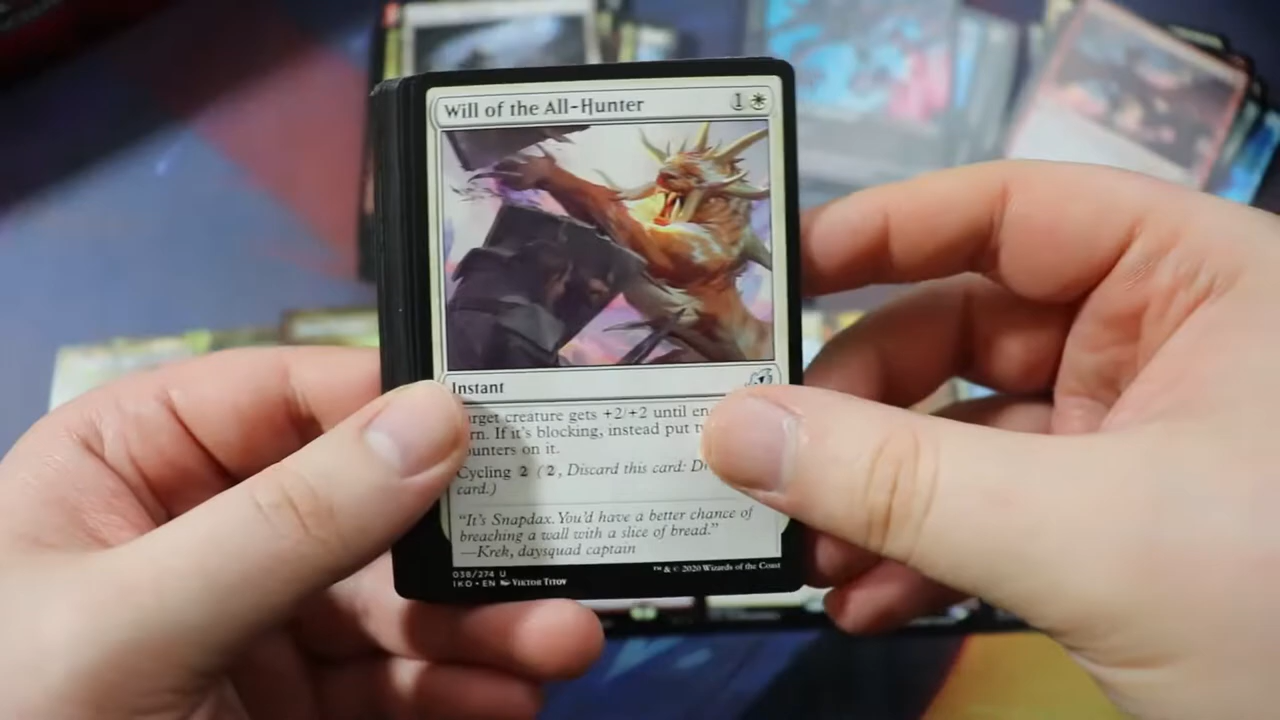 Will of the All-Hunter 1
Instant
arget creature gets +2/+2 until en
rn. If it's blocking, instead put
ounters on it.
Cycling 2 (2, Discard this card: D
card.)
"It's Snapdax. You'd have a better chance of
breaching a wall with a slice of bread."
—Krek, daysquad captain
038/274 U
IKO • EN Viktor Titov
™ & © 2020 Wizards of the Coast